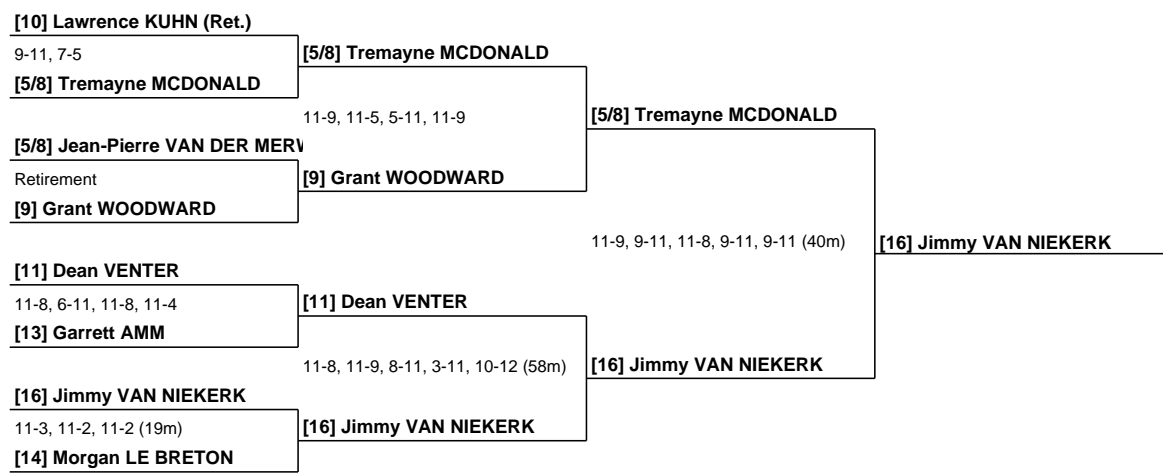 [10] Lawrence KUHN (Ret.)
9-11, 7-5
[5/8] Tremayne MCDONALD
[5/8] Jean-Pierre VAN DER MERW
Retirement
[9] Grant WOODWARD
[11] Dean VENTER
11-8, 6-11, 11-8, 11-4
[13] Garrett AMM
[16] Jimmy VAN NIEKERK
11-3, 11-2, 11-2 (19m)
[14] Morgan LE BRETON
[5/8] Tremayne MCDONALD
11-9, 11-5, 5-11, 11-9
[9] Grant WOODWARD
[11] Dean VENTER
11-8, 11-9, 8-11, 3-11, 10-12 (58m)
[16] Jimmy VAN NIEKERK
[5/8] Tremayne MCDONALD
11-9, 9-11, 11-8, 9-11, 9-11 (40m)
[16] Jimmy VAN NIEKERK
[16] Jimmy VAN NIEKERK